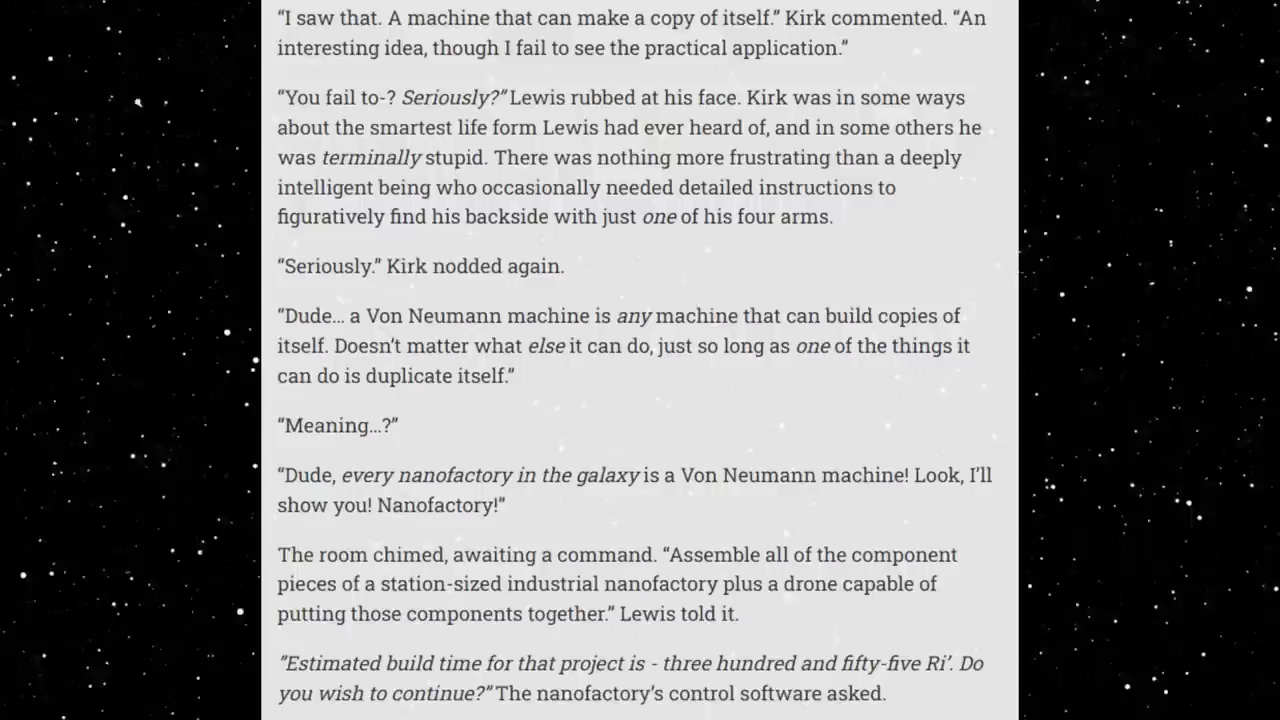 “I saw that. A machine that can make a copy of itself.” Kirk commented. “An
interesting idea, though I fail to see the practical application.”
“You fail to-? Seriously?” Lewis rubbed at his face. Kirk was in some ways
about the smartest life form Lewis had ever heard of, and in some others he
was terminally stupid. There was nothing more frustrating than a deeply
intelligent being who occasionally needed detailed instructions to
figuratively find his backside with just one of his four arms.
“Seriously.” Kirk nodded again.
“Dude… a Von Neumann machine is any machine that can build copies of
itself. Doesn’t matter what else it can do, just so long as one of the things it
can do is duplicate itself.”
“Meaning…?”
“Dude, every nanofactory in the galaxy is a Von Neumann machine! Look, I’ll
show you! Nanofactory!”
The room chimed, awaiting a command. “Assemble all of the component
pieces of a station-sized industrial nanofactory plus a drone capable of
putting those components together.” Lewis told it.
”Estimated build time for that project is - three hundred and fifty-five Ri’. Do
you wish to continue?” The nanofactory’s control software asked.